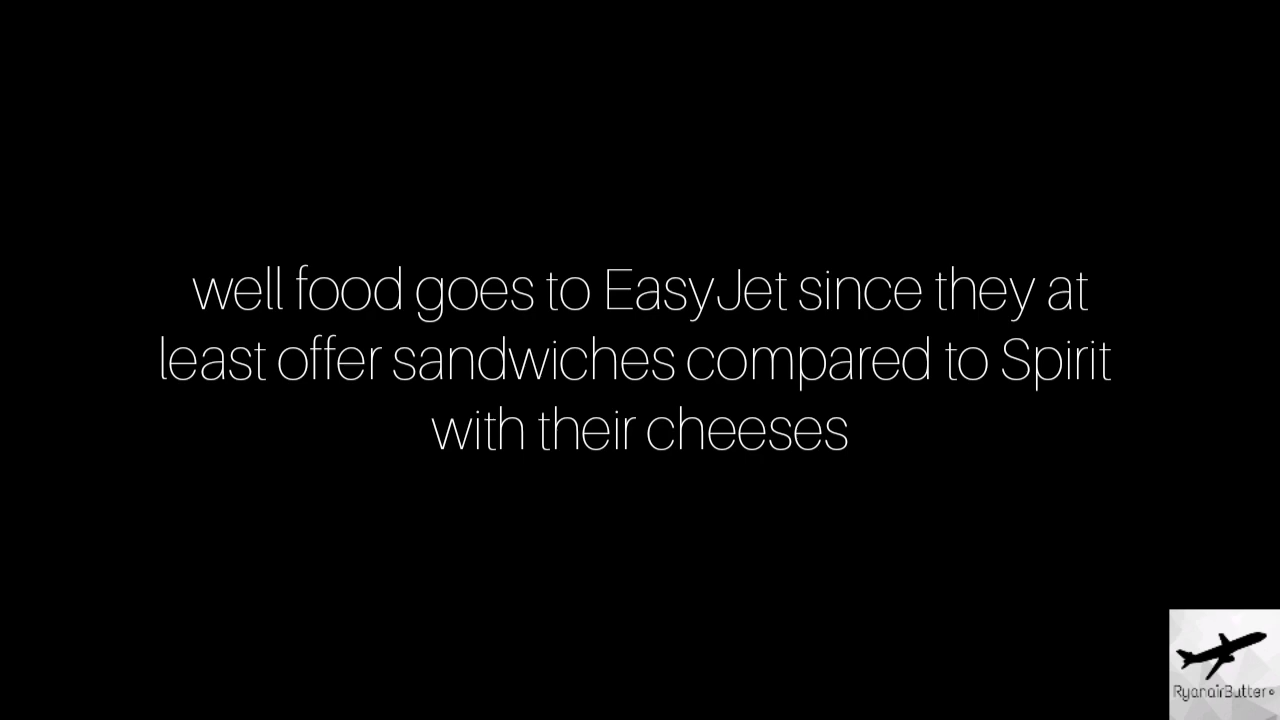 well food goes to EasyJet since they at
least offer sandwiches compared to Spirit
with their cheeses
RyanairButter